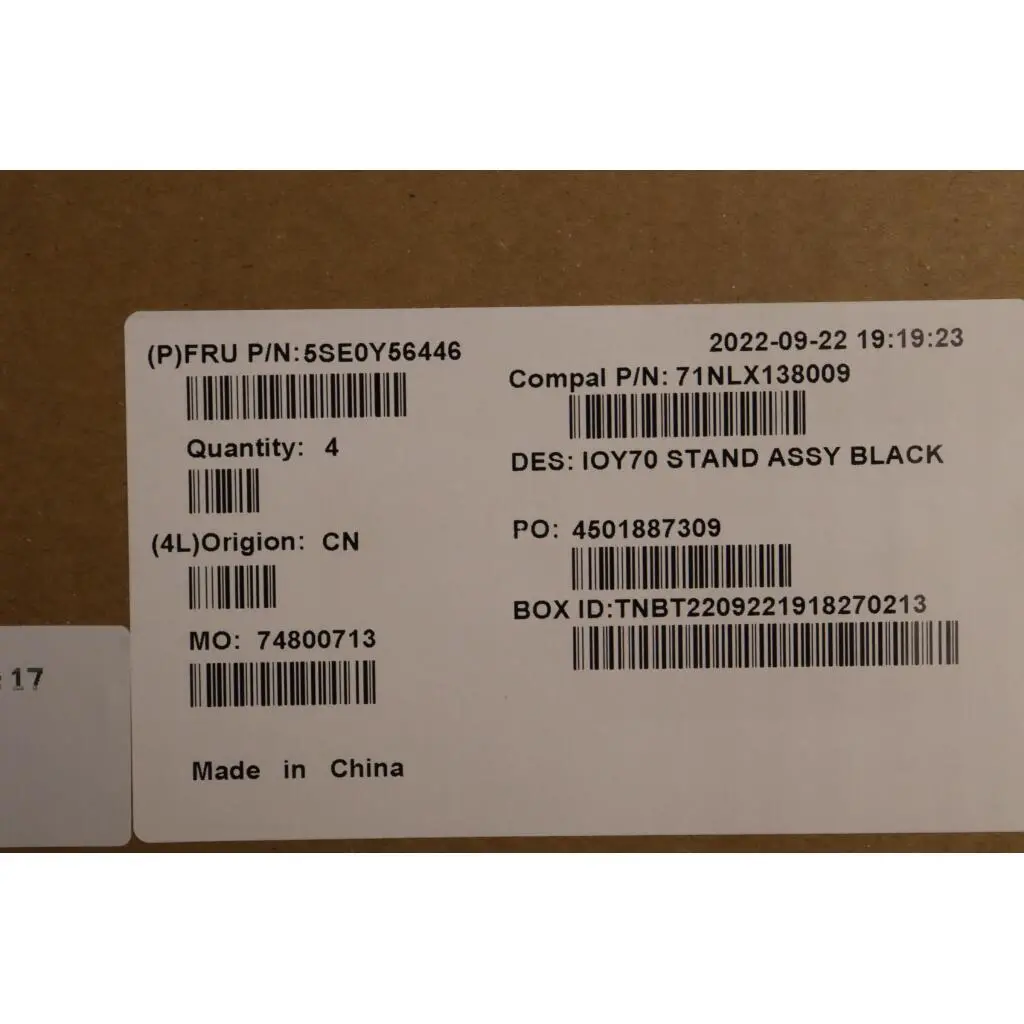 (P)FRU P/N:5SE0Y56446
2022-09-22 19:19:23
Compal P/N: 71NLX138009
Quantity: 4
DES: IOY70 STAND ASSY BLACK
(4L)Origion: CN
PO: 4501887309
BOX ID:TNBT2209221918270213
MO: 74800713
: 17
Made in China